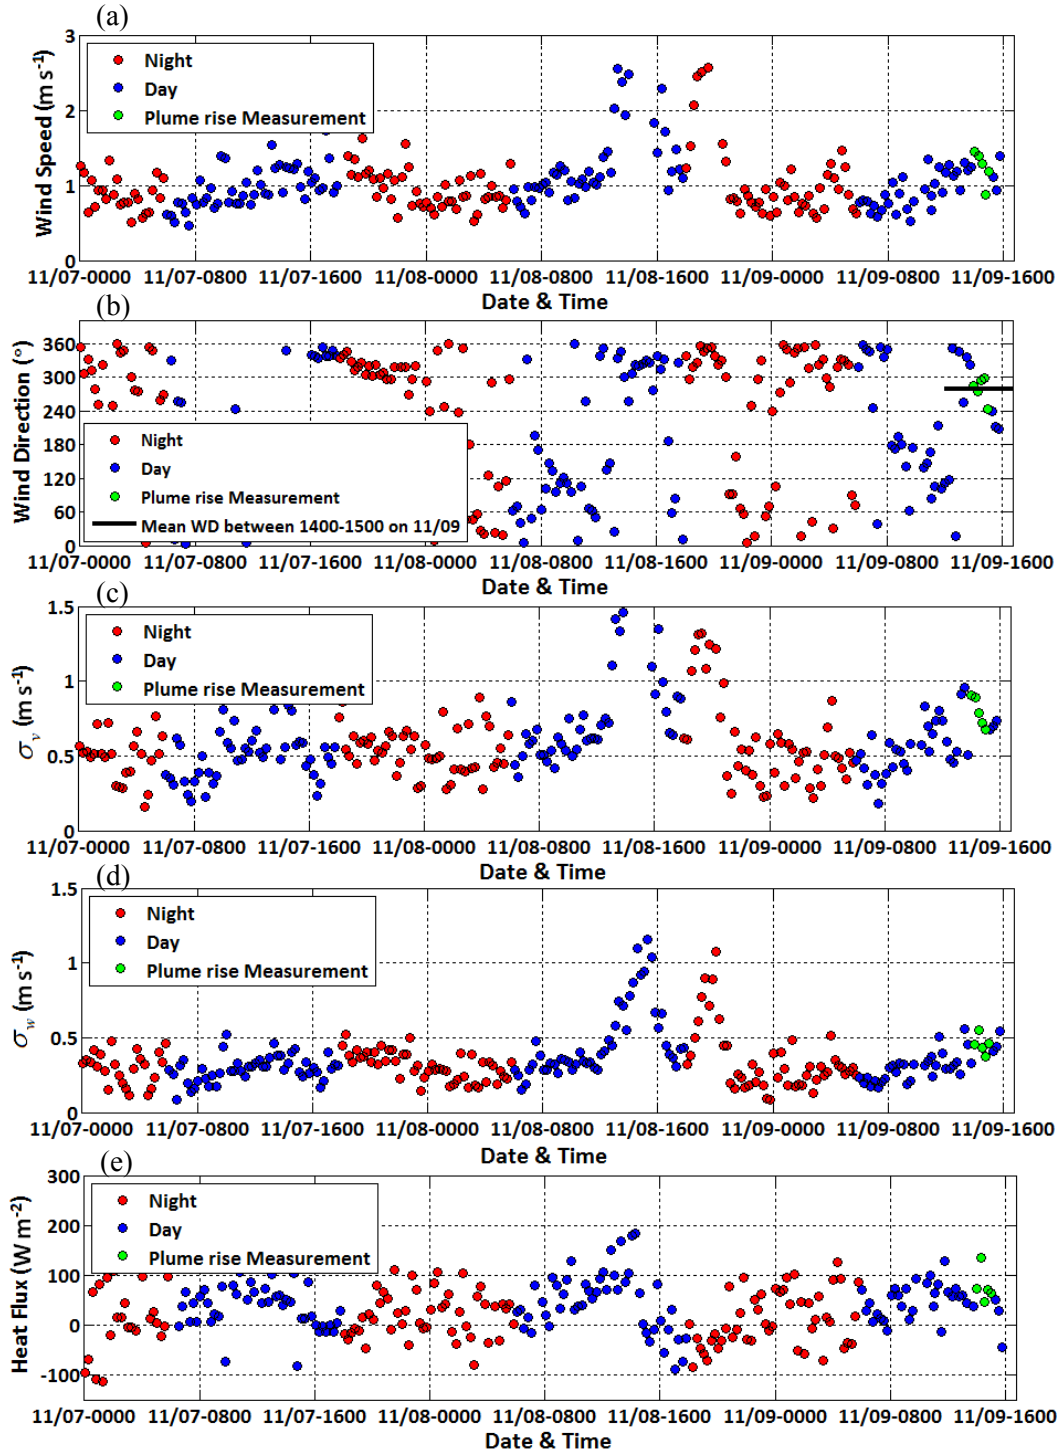 (a)
Wind Speed (m s-1)
3
2
1
0
Night
Day
Plume rise Measurement
11/07-0000 11/07-0800 11/07-1600 11/08-0000 11/08-0800 11/08-1600 11/09-0000 11/09-0800 11/09-1600
Date & Time
(b)
Wind Direction (°)
360
300
240
180
120
60
0
Night
Day
Plume rise Measurement
Mean WD between 1400-1500 on 11/09
11/07-0000 11/07-0800 11/07-1600 11/08-0000 11/08-0800 11/08-1600 11/09-0000 11/09-0800 11/09-1600
Date & Time
(c)
σv (m s-1)
1.5
1
0.5
0
Night
Day
Plume rise Measurement
11/07-0000 11/07-0800 11/07-1600 11/08-0000 11/08-0800 11/08-1600 11/09-0000 11/09-0800 11/09-1600
Date & Time
(d)
σw (m s-1)
1.5
1
0.5
0
Night
Day
Plume rise Measurement
11/07-0000 11/07-0800 11/07-1600 11/08-0000 11/08-0800 11/08-1600 11/09-0000 11/09-0800 11/09-1600
Date & Time
(e)
Heat Flux (W m-2)
300
200
100
0
-100
Night
Day
Plume rise Measurement
11/07-0000 11/07-0800 11/07-1600 11/08-0000 11/08-0800 11/08-1600 11/09-0000 11/09-0800 11/09-1600
Date & Time